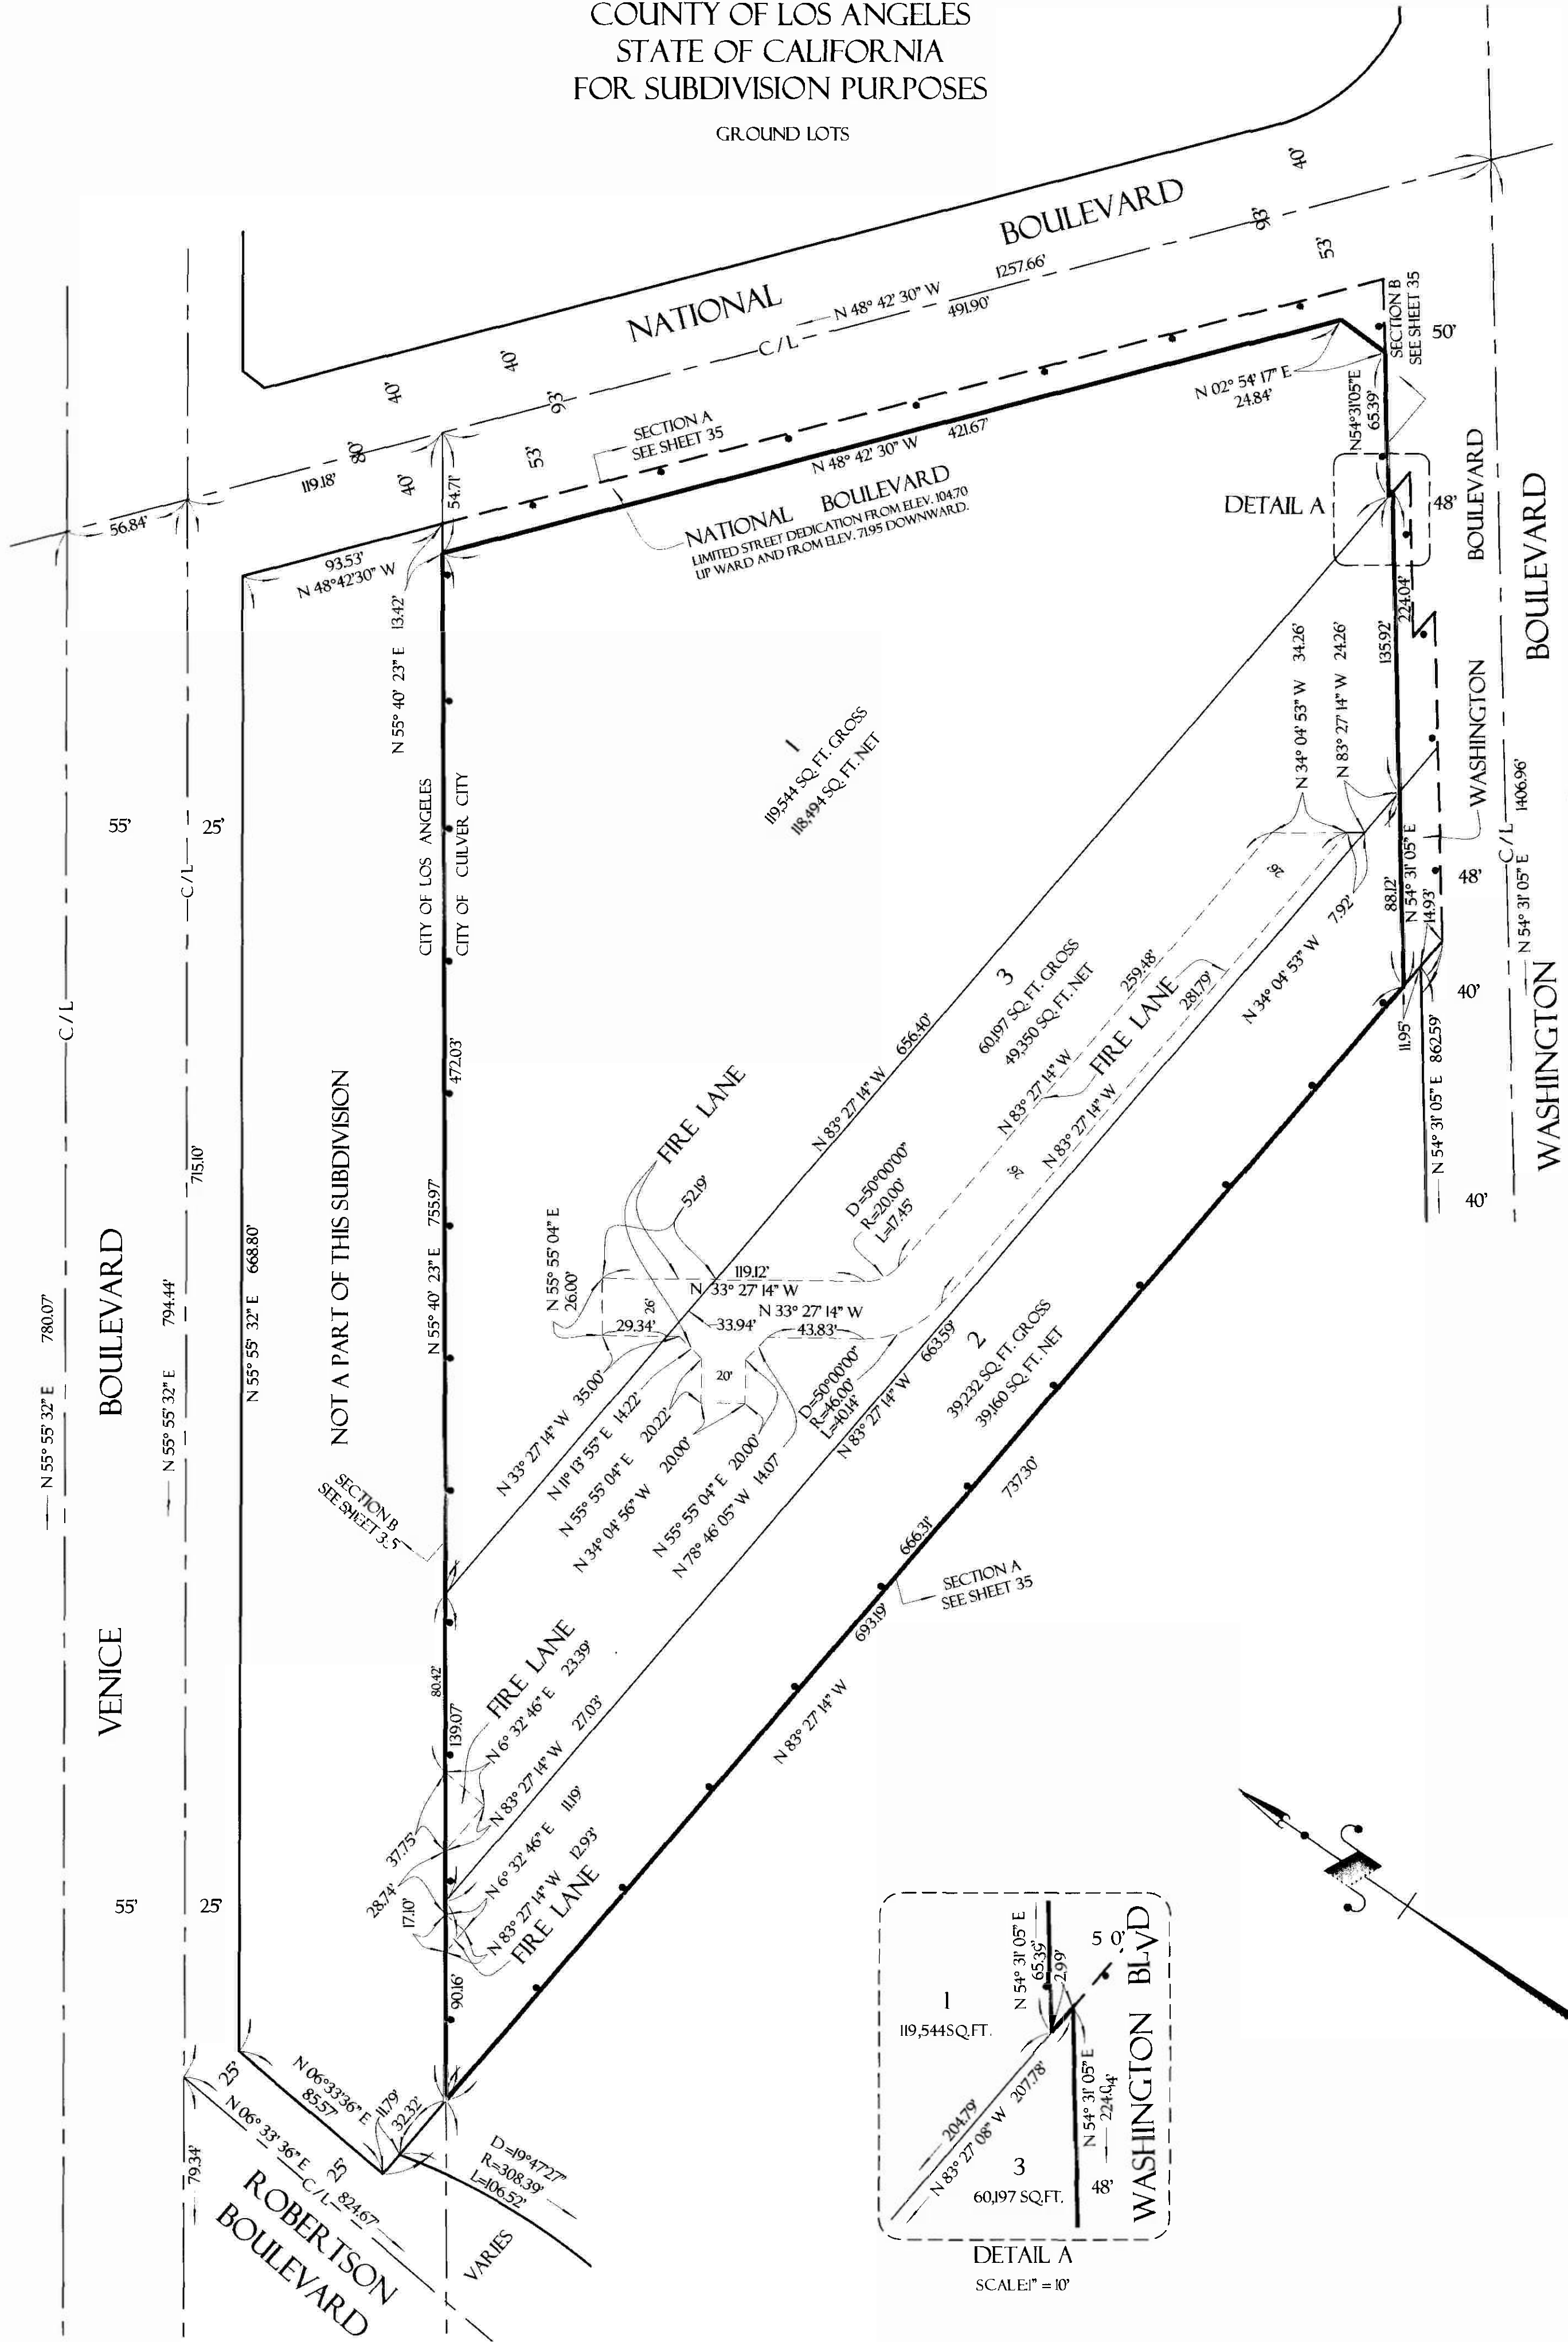 COUNTY OF LOS ANGELES
STATE OF CALIFORNIA
FOR SUBDIVISION PURPOSES
GROUND LOTS
40'
NATIONAL BOULEVARD
93'
53'
1257.66'
N 48° 42' 30" W
491.90'
C/L
40'
40'
93'
53'
80'
40'
119.18'
56.84'
54.71'
SECTION A
SEE SHEET 35
SECTION B
SEE SHEET 35
50'
N 02° 54' 17" E
24.84'
N54°31'05"E
65.39'
N 48° 42' 30" W
421.67'
NATIONAL BOULEVARD
LIMITED STREET DEDICATION FROM ELEV. 104.70
UP WARD AND FROM ELEV. 71.95 DOWNWARD.
93.53'
N 48°42'30" W
N 55° 40' 23" E 13.42'
DETAIL A
48'
BOULEVARD
BOULEVARD
224.04'
135.92'
N 34° 04' 53" W 34.26'
N 83° 27' 14" W 24.26'
WASHINGTON
1
119,544 SQ. FT. GROSS
118,494 SQ. FT. NET
CITY OF LOS ANGELES
CITY OF CULVER CITY
55'
25'
C/L
C/L
1406.96'
C/L
N 54° 31' 05" E
48'
26'
88.12'
N 54° 31' 05" E
14.93'
7.92'
N 34° 04' 53" W
3
60,197 SQ. FT. GROSS
49,350 SQ. FT. NET
259.48'
FIRE LANE
281.79'
N 83° 27' 14" W
N 83° 27' 14" W
26'
40'
WASHINGTON
11.95'
N 54° 31' 05" E 862.59'
40'
472.03'
N 83° 27' 14" W 656.40'
NOT A PART OF THIS SUBDIVISION
FIRE LANE
52.19'
D=50°00'00"
R=20.00'
L=17.45'
715.10'
N 55° 40' 23" E 755.97'
N 55° 55' 32" E 668.80'
N 55° 55' 04" E
26.00'
119.12'
N 33° 27' 14" W
26'
29.34'
33.94'
N 33° 27' 14" W
43.83'
20'
D=50°00'00"
R=46.00'
L=40.14'
N 83° 27' 14" W 663.59'
2
39,232 SQ. FT. GROSS
39,160 SQ. FT. NET
N 55° 55' 32" E 780.07'
VENICE BOULEVARD
N 55° 55' 32" E 794.44'
N 33° 27' 14" W 35.00'
N 11° 13' 55" E 14.22'
N 55° 55' 04" E 20.22'
N 34° 04' 56" W 20.00'
N 55° 55' 04" E 20.00'
N 78° 46' 05" W 14.07'
SECTION B
SEE SHEET 3.5
737.30'
666.31'
SECTION A
SEE SHEET 35
693.19'
N 83° 27' 14" W
80.42'
139.07'
FIRE LANE
N 6° 32' 46" E 23.39'
N 83° 27' 14" W 27.03'
37.75'
28.74'
17.10'
N 6° 32' 46" E 11.19'
N 83° 27' 14" W 12.93'
FIRE LANE
90.16'
55'
25'
25'
N 06°33'36" E
85.57'
11.79'
32.32'
N 06° 33' 36" E
25'
C/L
824.67'
79.34'
ROBERTSON
BOULEVARD
D=19°47'27"
R=308.39'
L=106.52'
VARIES
N 54° 31' 05" E
65.39'
2.99'
5 0'
1
119,544SQ.FT.
204.79'
N 83° 27' 08" W 207.78'
N 54° 31' 05" E
224.04'
3
60,197 SQ.FT.
48'
WASHINGTON BLVD
DETAIL A
SCALE:1" = 10'